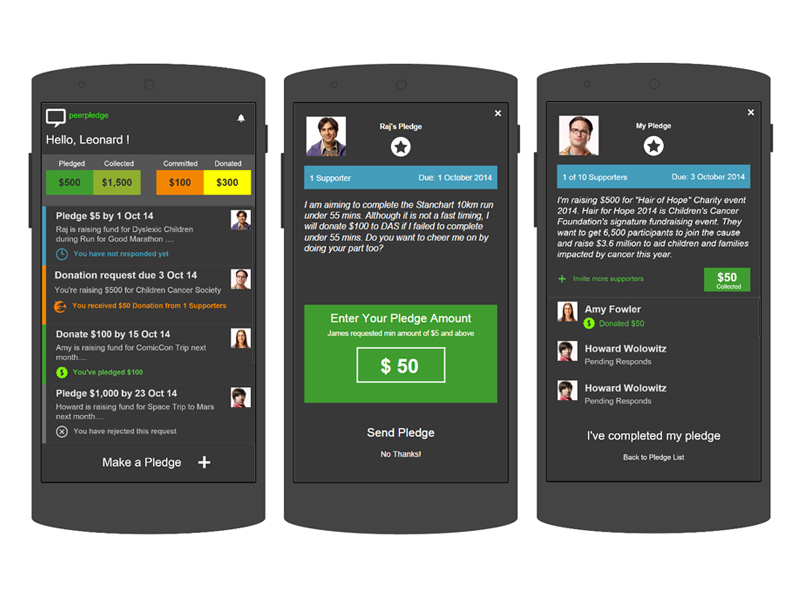 peerpledge
Hello, Leonard !
Pledged Collected Committed Donated
$500 $1,500 $100 $300
Pledge $5 by 1 Oct 14
Raj is raising fund for Dyslexic Children
during Run for Good Marathon ....
You have not responded yet
Donation request due 3 Oct 14
You're raising $500 for Children Cancer Society
You received $50 Donation from 1 Supporters
Donate $100 by 15 Oct 14
Amy is raising fund for ComicCon Trip next
month....
You've pledged $100
Pledge $1,000 by 23 Oct 14
Howard is raising fund for Space Trip to Mars
next month....
You have rejected this request
Make a Pledge +
Raj's Pledge
1 Supporter Due: 1 October 2014
I am aiming to complete the Stanchart 10km run
under 55 mins. Although it is not a fast timing, I
will donate $100 to DAS if I failed to complete
under 55 mins. Do you want to cheer me on by
doing your part too?
Enter Your Pledge Amount
James requested min amount of $5 and above
$ 50
Send Pledge
No Thanks!
My Pledge
1 of 10 Supporters Due: 3 October 2014
I'm raising $500 for "Hair of Hope" Charity event
2014. Hair for Hope 2014 is Children's Cancer
Foundation's signature fundraising event. They
want to get 6,500 participants to join the cause
and raise $3.6 million to aid children and families
impacted by cancer this year.
+ Invite more supporters
$50
Collected
Amy Fowler
Donated $50
Howard Wolowitz
Pending Responds
Howard Wolowitz
Pending Responds
I've completed my pledge
Back to Pledge List